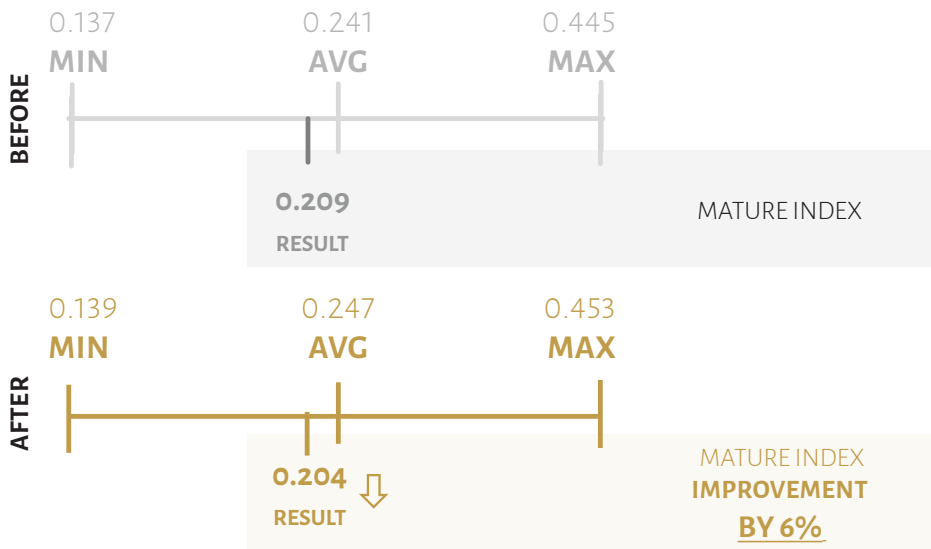 BEFORE
0.137 0.241 0.445
MIN AVG MAX
0.209
RESULT
MATURE INDEX
AFTER
0.139 0.247 0.453
MIN AVG MAX
0.204
RESULT
MATURE INDEX
IMPROVEMENT
BY 6%